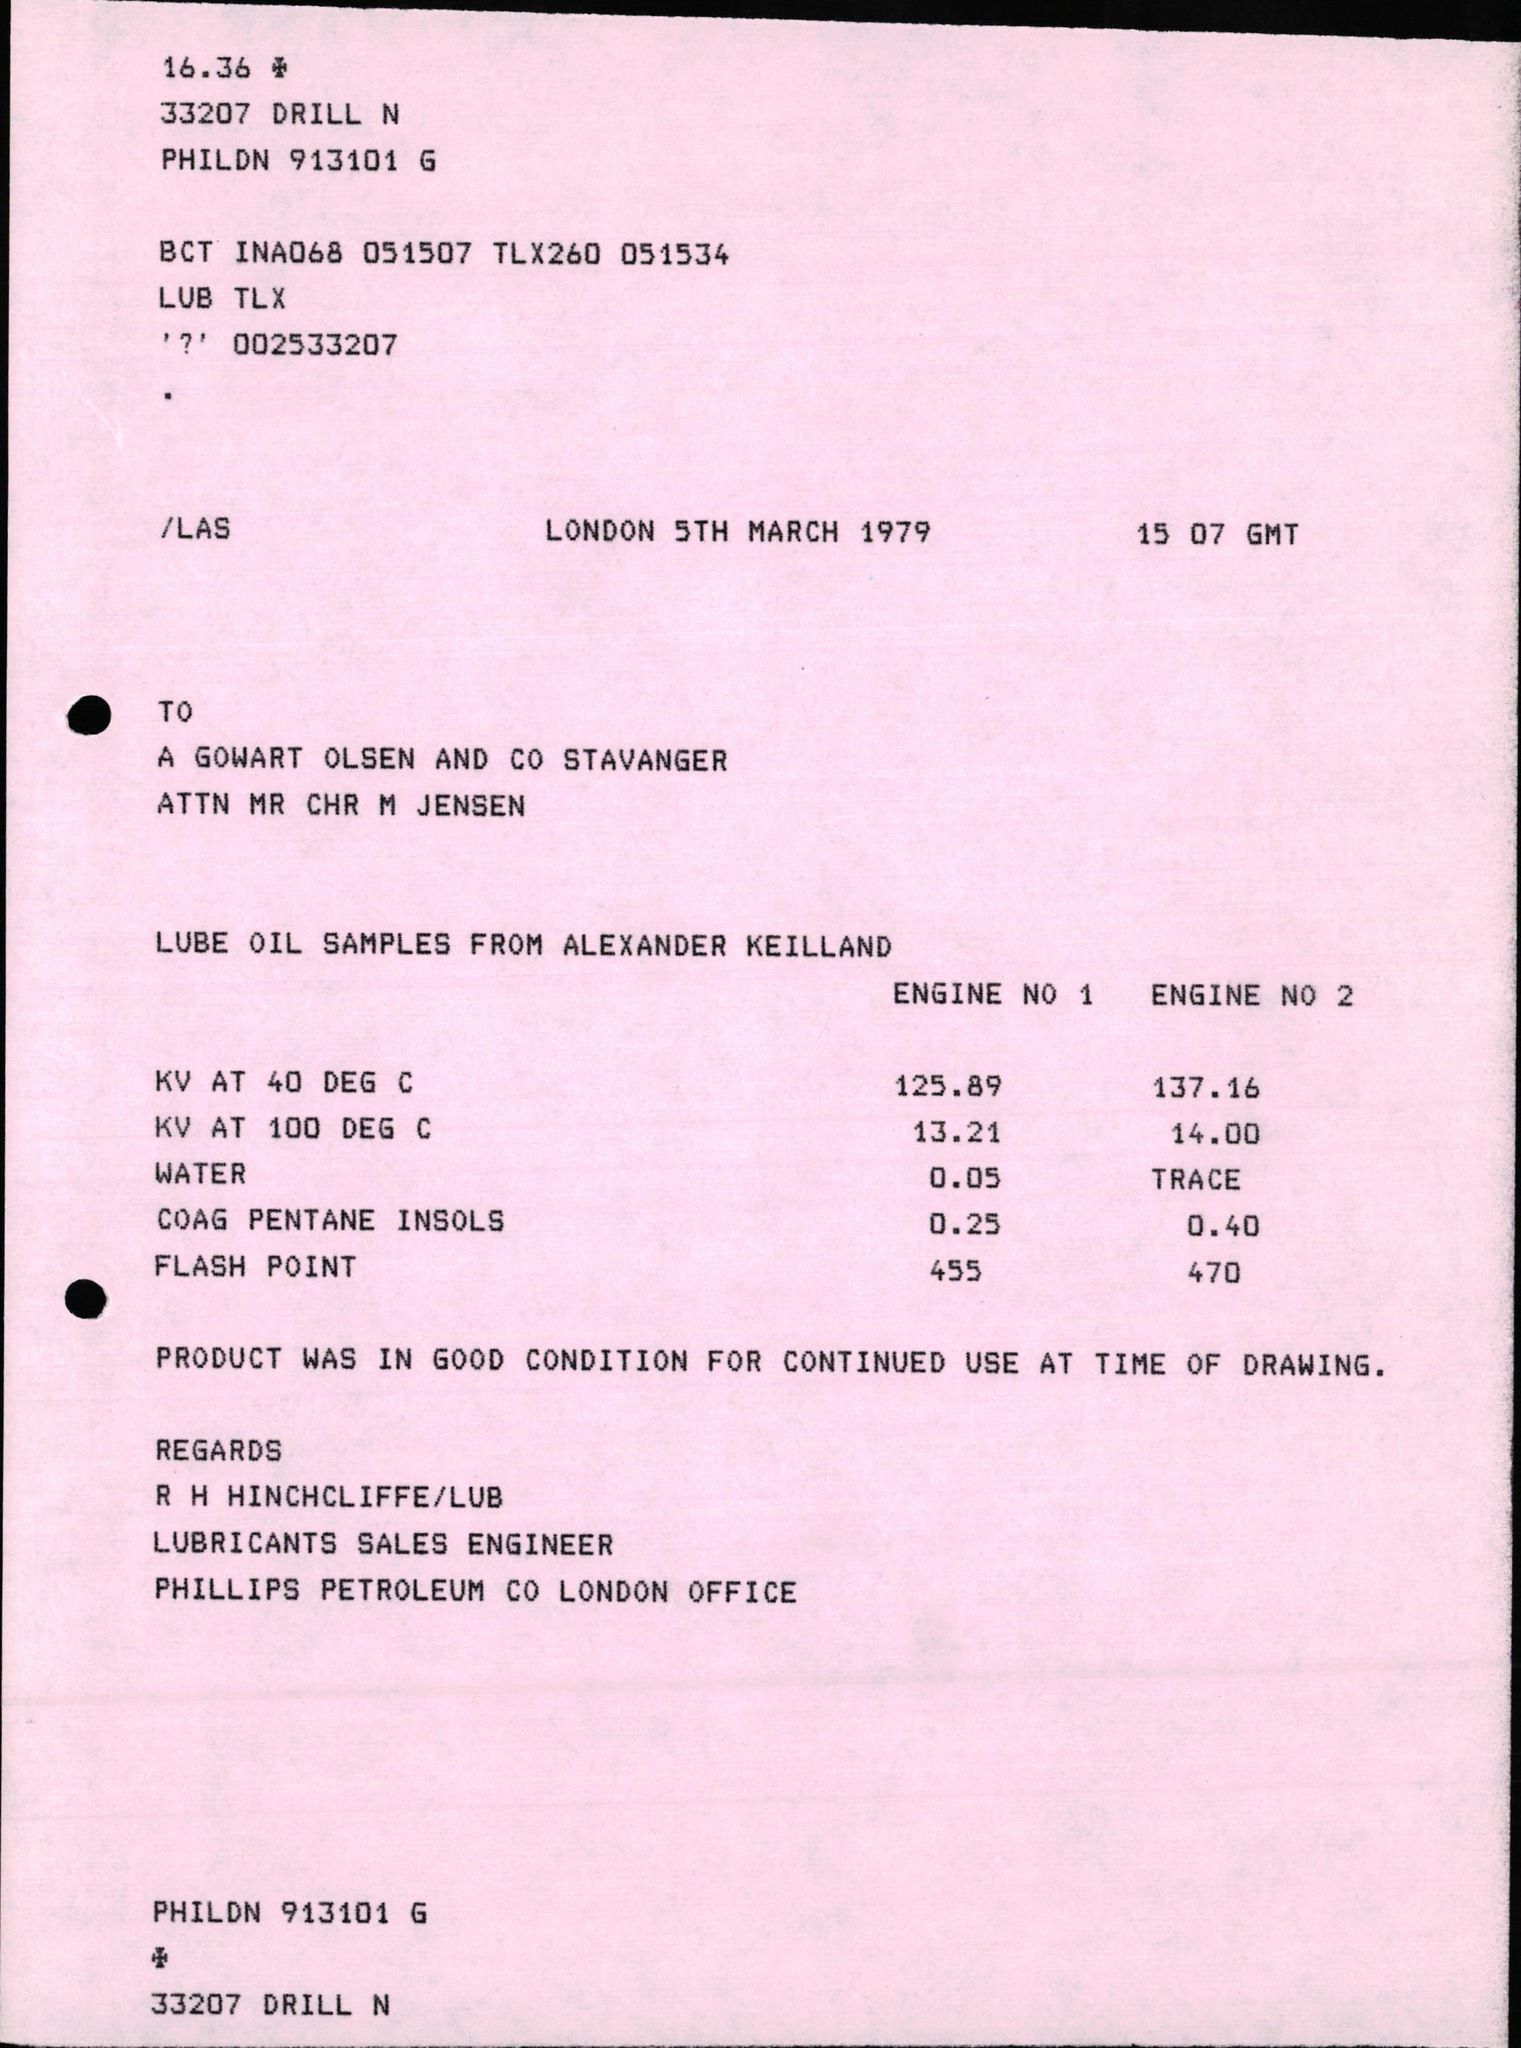 16.36 ✠
33207 DRILL N
PHILDN 913101 G
BCT INA068 051507 TLX260 051534
LUB TLX
'?' 002533207
.
/LAS LONDON 5TH MARCH 1979 15 07 GMT
TO
A GOWART OLSEN AND CO STAVANGER
ATTN MR CHR M JENSEN
LUBE OIL SAMPLES FROM ALEXANDER KEILLAND
ENGINE NO 1 ENGINE NO 2
KV AT 40 DEG C 125.89 137.16
KV AT 100 DEG C 13.21 14.00
WATER 0.05 TRACE
COAG PENTANE INSOLS 0.25 0.40
FLASH POINT 455 470
PRODUCT WAS IN GOOD CONDITION FOR CONTINUED USE AT TIME OF DRAWING.
REGARDS
R H HINCHCLIFFE/LUB
LUBRICANTS SALES ENGINEER
PHILLIPS PETROLEUM CO LONDON OFFICE
PHILDN 913101 G
✠
33207 DRILL N